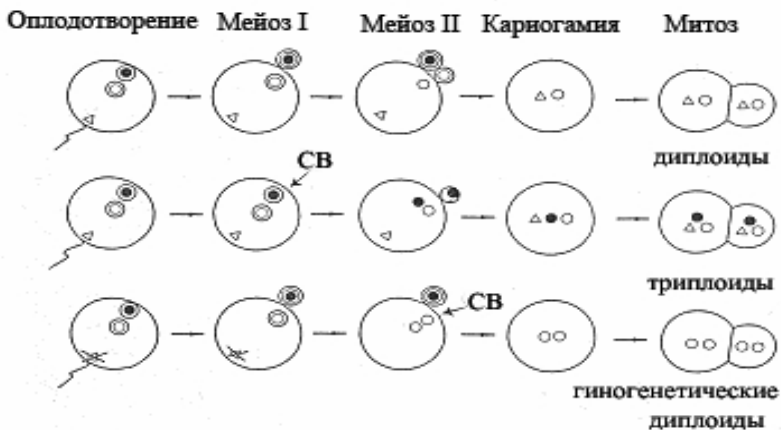 Оплодотворение Мейоз I Мейоз II Кариогамия Митоз
диплоиды
СВ
триплоиды
СВ
гиногенетические
диплоиды